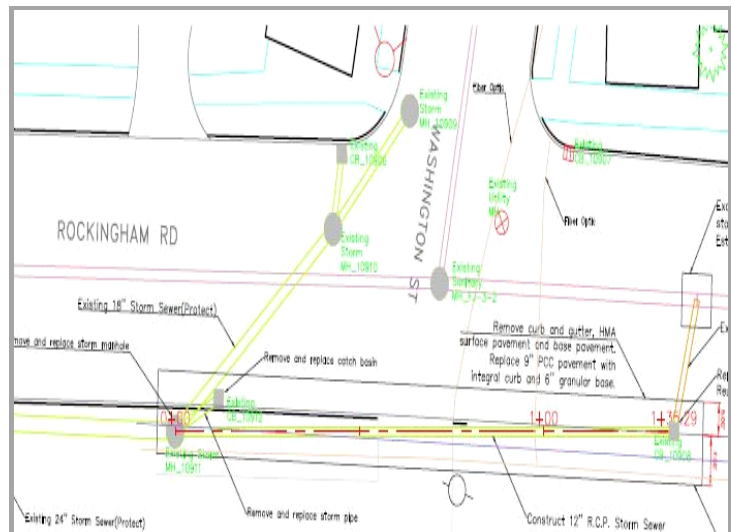 Existing
Storm
MH_10909
Fiber Optic
WASHINGTON ST
Existing
Existing
CB_10907
Existing
Utility
MH
Fiber Optic
ROCKINGHAM RD
Existing
Storm
MH_10910
Existing
Sanitary
Existing 18" Storm Sewer(Protect)
move and replace storm manhole
Remove and replace catch basin
Remove curb and gutter, HMA
surface pavement and base pavement.
Replace 9" PCC pavement with
integral curb and 6" granular base.
Existing
0+00
1+00
Existing
MH_10911
Existing
CB_10908
Existing 24" Storm Sewer(Protect)
Remove and replace storm pipe
Construct 12" R.C.P. Storm Sewer